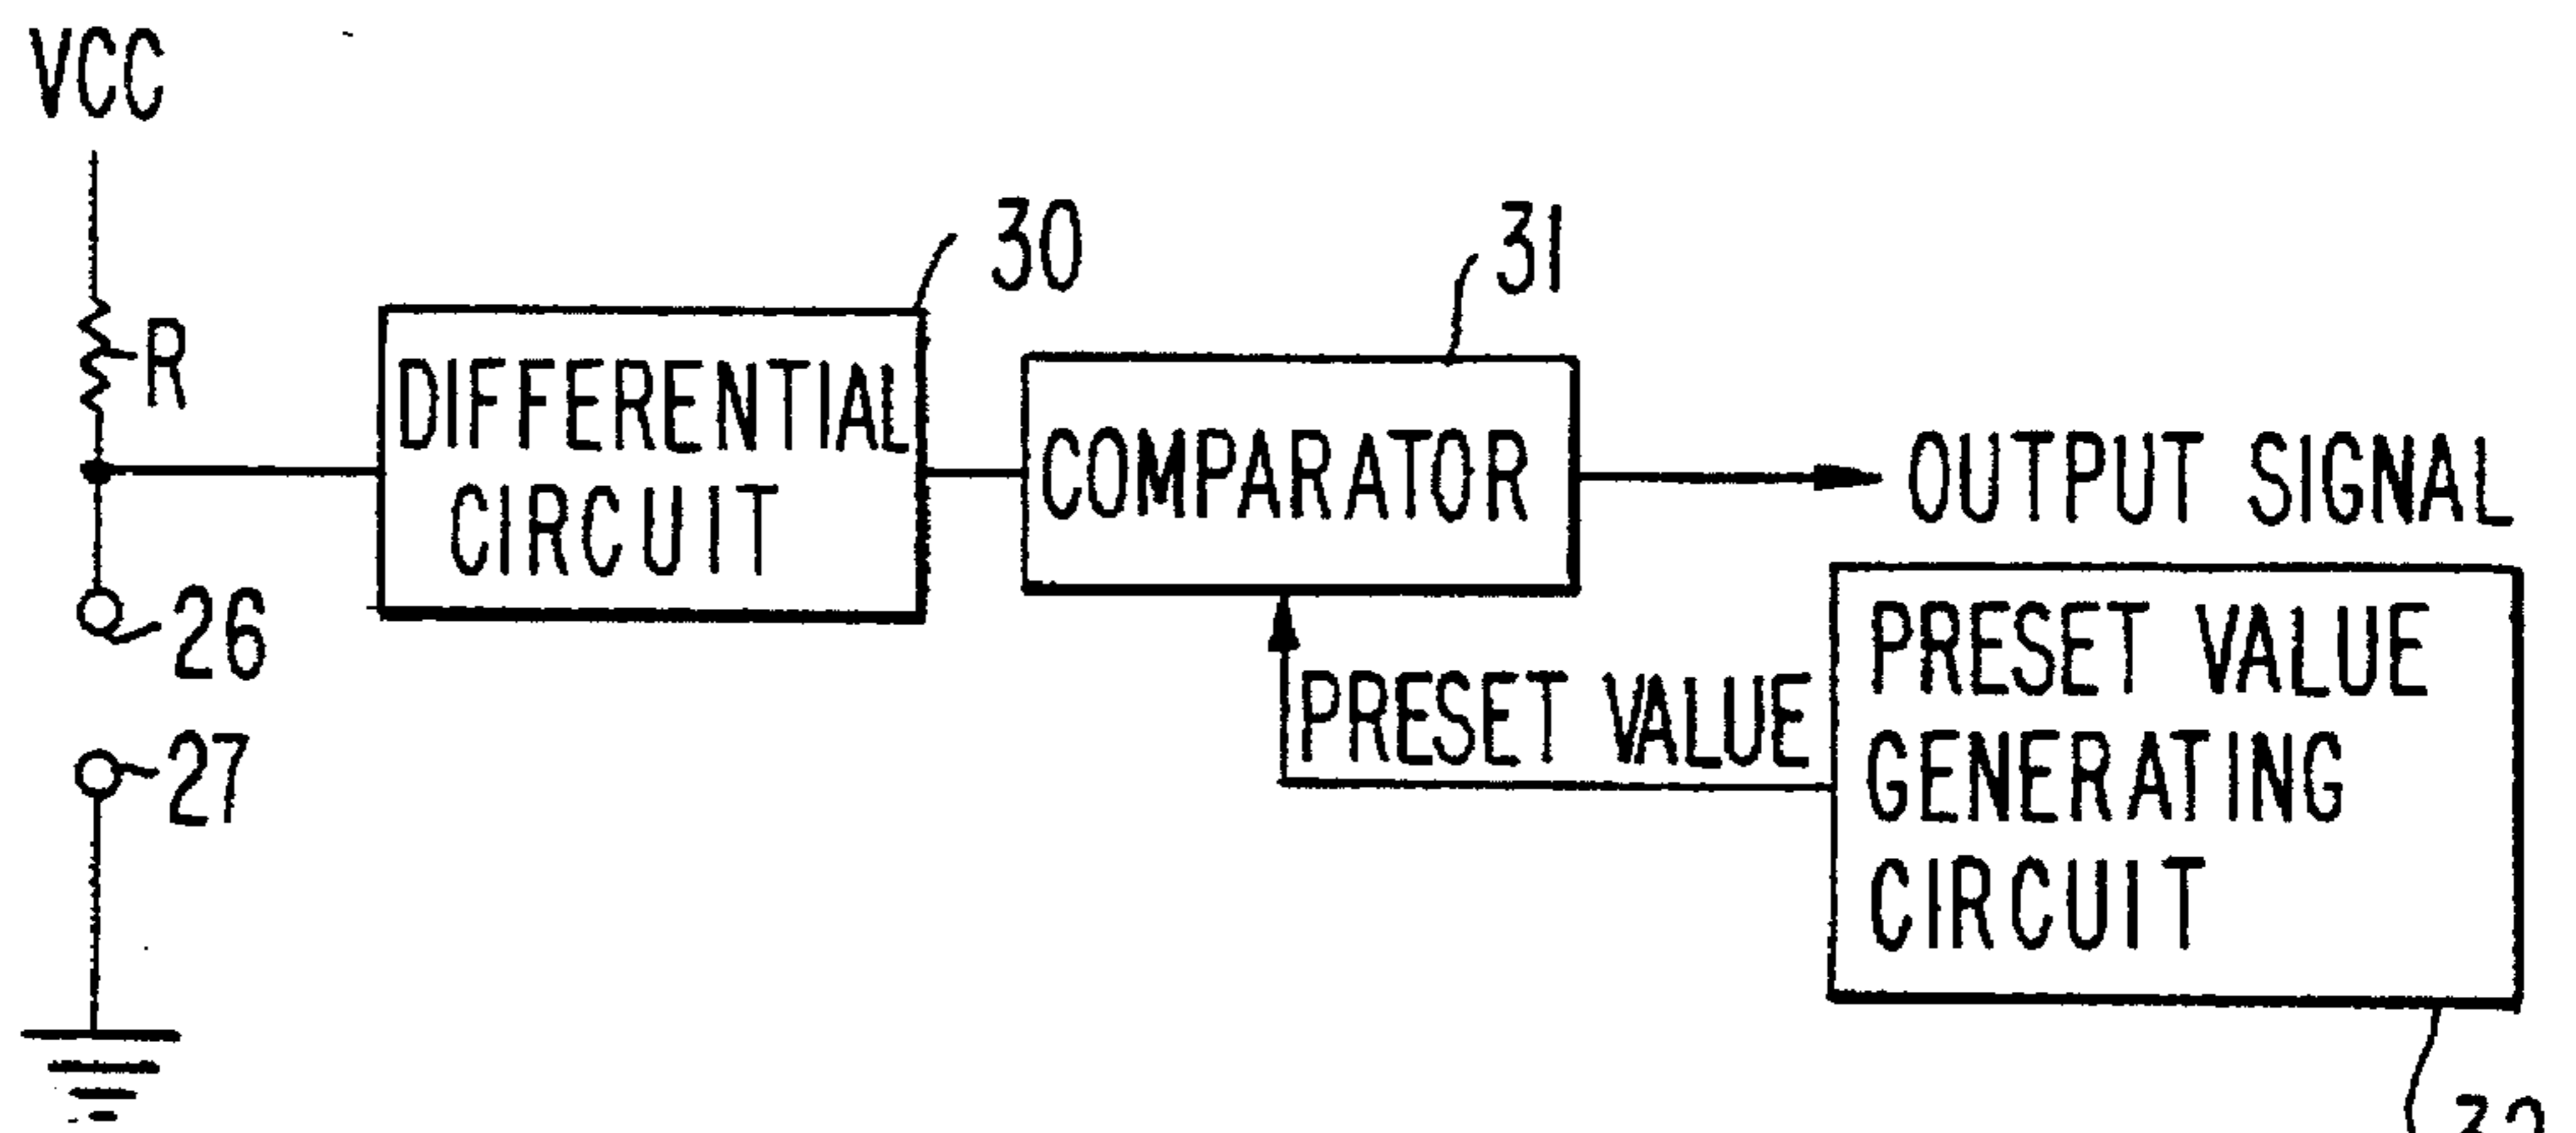 VCC
30
31
R
DIFFERENTIAL
CIRCUIT
COMPARATOR
OUTPUT SIGNAL
26
27
PRESET VALUE
PRESET VALUE
GENERATING
CIRCUIT